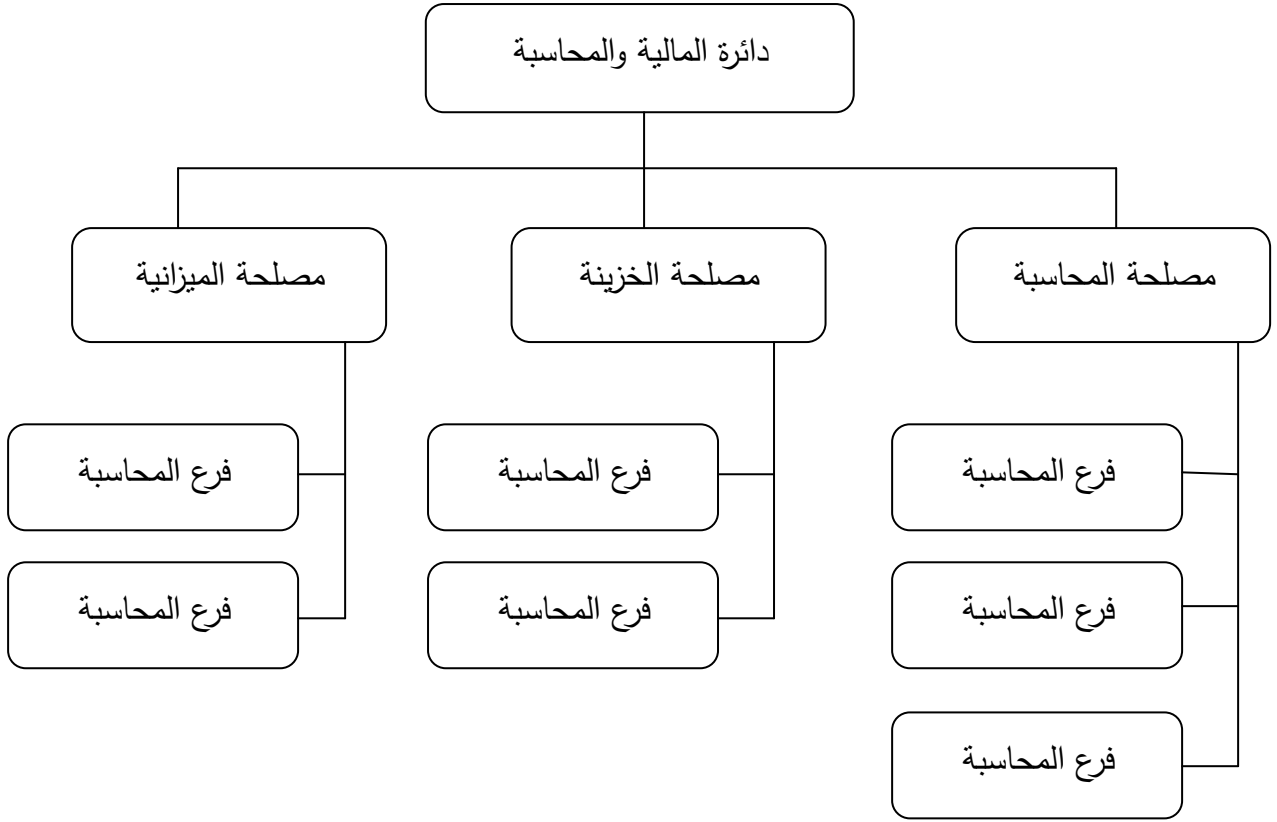 دائرة المالية والمحاسبة
مصلحة المحاسبة
مصلحة الخزينة
مصلحة الميزانية
فرع المحاسبة
فرع المحاسبة
فرع المحاسبة
فرع المحاسبة
فرع المحاسبة
فرع المحاسبة
فرع المحاسبة